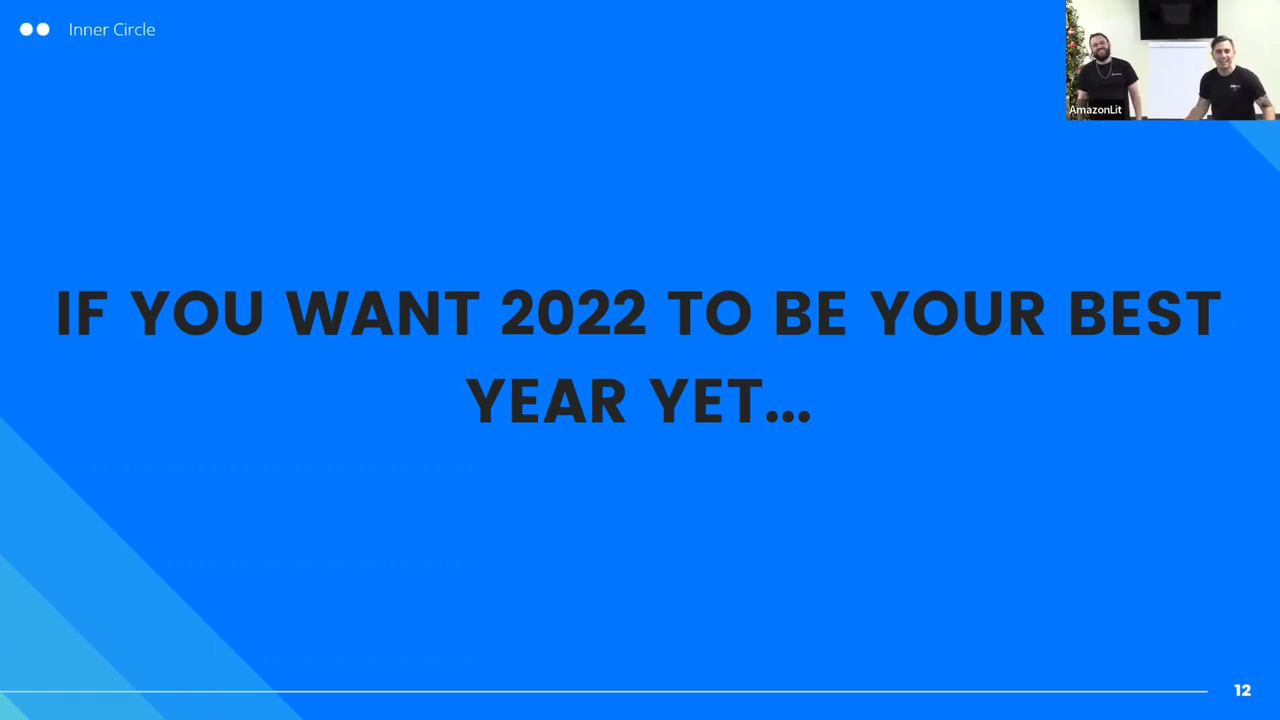 Inner Circle
AmazonLit
IF YOU WANT 2022 TO BE YOUR BEST
YEAR YET...
12